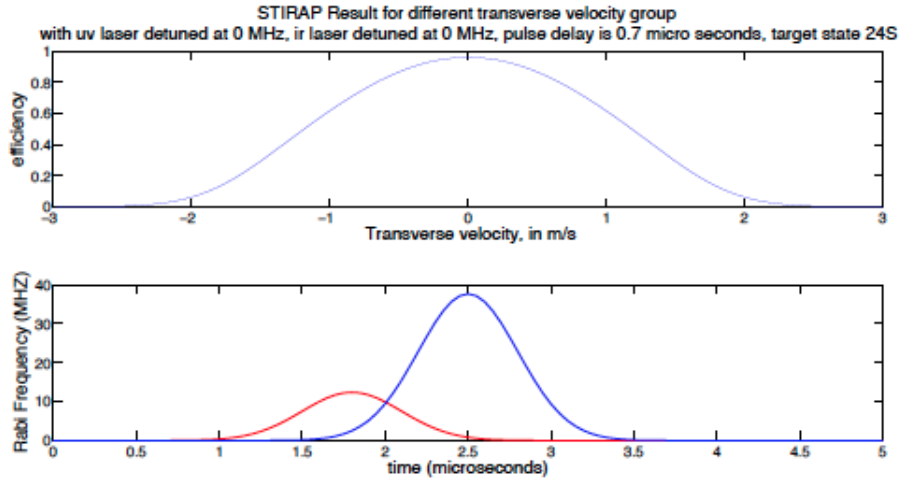 STIRAP Result for different transverse velocity group
with uv laser detuned at 0 MHz, ir laser detuned at 0 MHz, pulse delay is 0.7 micro seconds, target state 24S
efficiency
1
0.8
0.6
0.4
0.2
0
−3 −2 −1 0 1 2 3
Transverse velocity, in m/s
Rabi Frequency (MHZ)
40
30
20
10
0
0 0.5 1 1.5 2 2.5 3 3.5 4 4.5 5
time (microseconds)